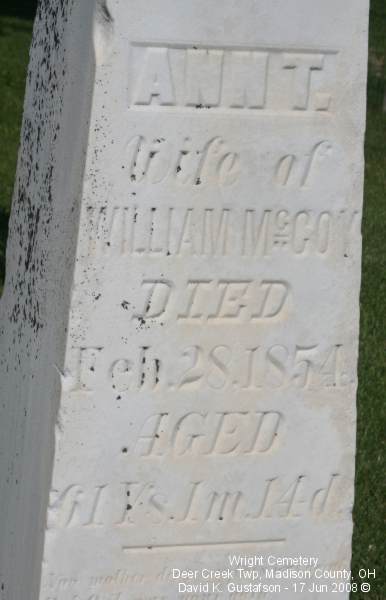 ANN T.
Wife of
WILLIAM McCOY
DIED
Feb. 28. 1854.
AGED
61 Ys. 1 m. 14 d.
mother
Wright Cemetery
Deer Creek Twp, Madison County, OH
David K. Gustafson - 17 Jun 2008 ©